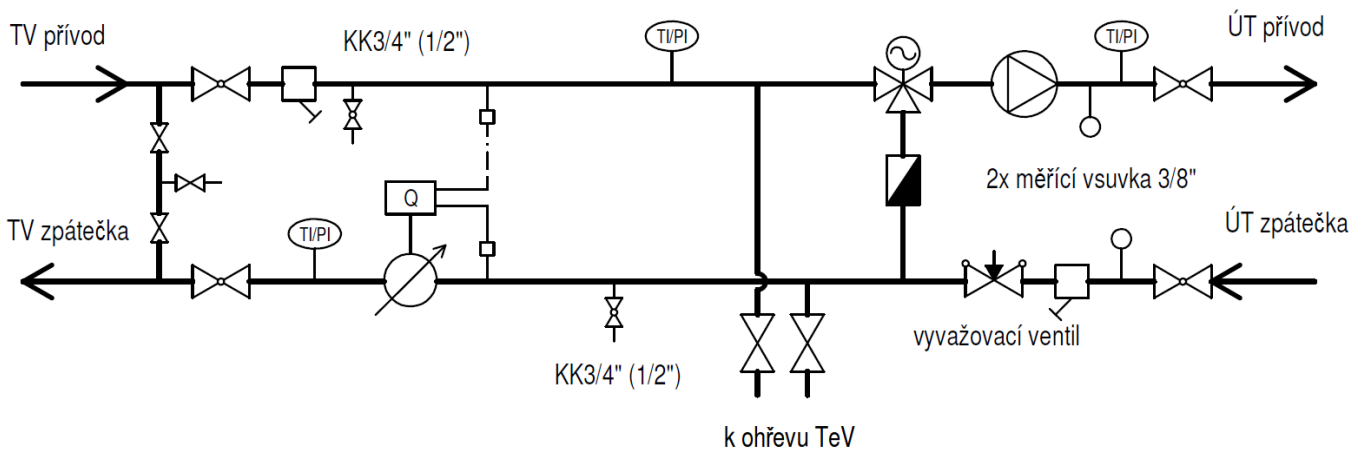 TV přívod
KK3/4" (1/2")
TI/PI
TI/PI
ÚT přívod
2x měřící vsuvka 3/8"
Q
TV zpátečka
TI/PI
ÚT zpátečka
vyvažovací ventil
KK3/4" (1/2")
k ohřevu TeV